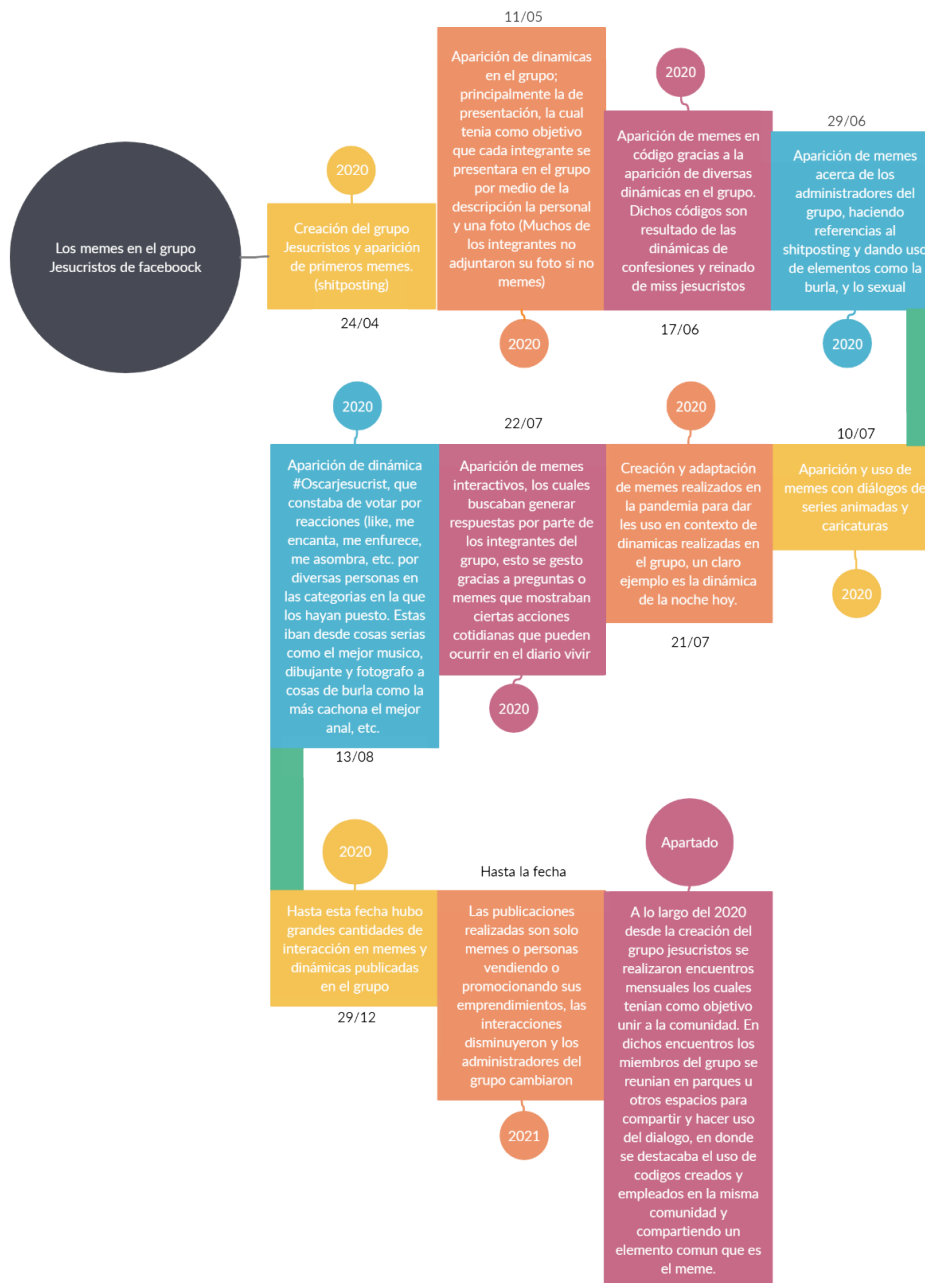 Los memes en el grupo
Jesucristos de faceboock
2020
Creación del grupo
Jesucristos y aparición
de primeros memes.
(shitposting)
24/04
11/05
Aparición de dinamicas
en el grupo;
principalmente la de
presentación, la cual
tenia como objetivo
que cada integrante se
presentara en el grupo
por medio de la
descripción la personal
y una foto (Muchos de
los integrantes no
adjuntaron su foto si no
memes)
2020
2020
Aparición de memes en
código gracias a la
aparición de diversas
dinámicas en el grupo.
Dichos códigos son
resultado de las
dinámicas de
confesiones y reinado
de miss jesucristos
17/06
29/06
Aparición de memes
acerca de los
administradores del
grupo, haciendo
referencias al
shitposting y dando uso
de elementos como la
burla, y lo sexual
2020
10/07
Aparición y uso de
memes con diálogos de
series animadas y
caricaturas
2020
2020
Creación y adaptación
de memes realizados en
la pandemia para dar
les uso en contexto de
dinamicas realizadas en
el grupo, un claro
ejemplo es la dinámica
de la noche hoy.
21/07
22/07
Aparición de memes
interactivos, los cuales
buscaban generar
respuestas por parte de
los integrantes del
grupo, esto se gesto
gracias a preguntas o
memes que mostraban
ciertas acciones
cotidianas que pueden
ocurrir en el diario vivir
2020
2020
Aparición de dinámica
#Oscarjesucrist, que
constaba de votar por
reacciones (like, me
encanta, me enfurece,
me asombra, etc. por
diversas personas en
las categorias en la que
los hayan puesto. Estas
iban desde cosas serias
como el mejor musico,
dibujante y fotografo a
cosas de burla como la
más cachona el mejor
anal, etc.
13/08
2020
Hasta esta fecha hubo
grandes cantidades de
interacción en memes y
dinámicas publicadas
en el grupo
29/12
Hasta la fecha
Las publicaciones
realizadas son solo
memes o personas
vendiendo o
promocionando sus
emprendimientos, las
interacciones
disminuyeron y los
administradores del
grupo cambiaron
2021
Apartado
A lo largo del 2020
desde la creación del
grupo jesucristos se
realizaron encuentros
mensuales los cuales
tenian como objetivo
unir a la comunidad. En
dichos encuentros los
miembros del grupo se
reunian en parques u
otros espacios para
compartir y hacer uso
del dialogo, en donde
se destacaba el uso de
codigos creados y
empleados en la misma
comunidad y
compartiendo un
elemento comun que es
el meme.